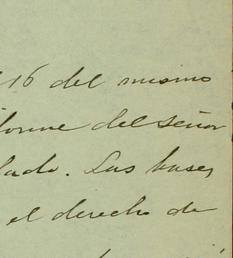 16 del mismo
forme del señor
lado. Las bases
el derecho de